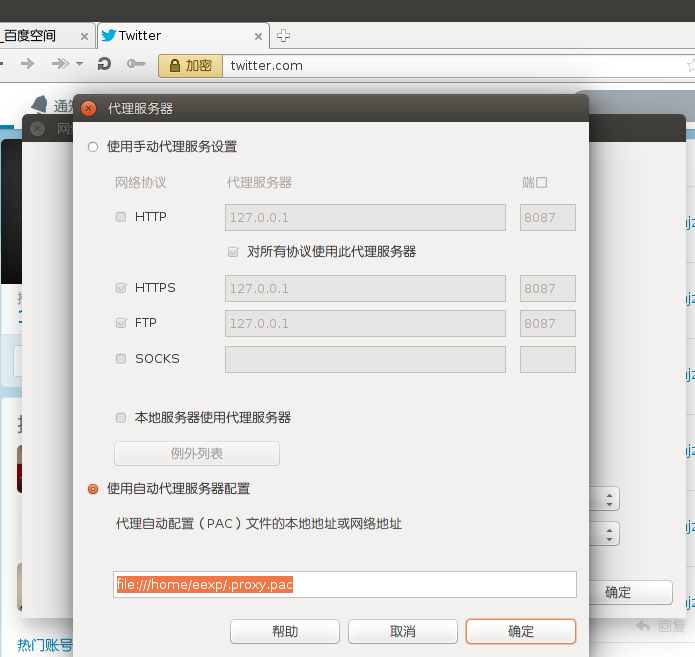 _百度空间 × Twitter ×
加密 twitter.com
通知
代理服务器
网络
使用手动代理服务设置
网络协议 代理服务器 端口
HTTP 127.0.0.1 8087
对所有协议使用此代理服务器
HTTPS 127.0.0.1 8087
FTP 127.0.0.1 8087
SOCKS
本地服务器使用代理服务器
例外列表
使用自动代理服务器配置
代理自动配置（PAC）文件的本地地址或网络地址
file:///home/eexp/.proxy.pac
确定
帮助 取消 确定
回复
热门账号